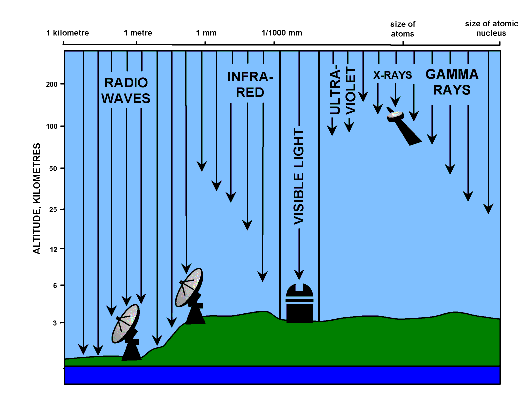 1 kilometre 1 metre 1 mm 1/1000 mm size of atoms size of atomic nucleus
RADIO WAVES
INFRA-RED
VISIBLE LIGHT
ULTRA-VIOLET
X-RAYS
GAMMA RAYS
ALTITUDE, KILOMETRES
200
100
50
25
12
6
3